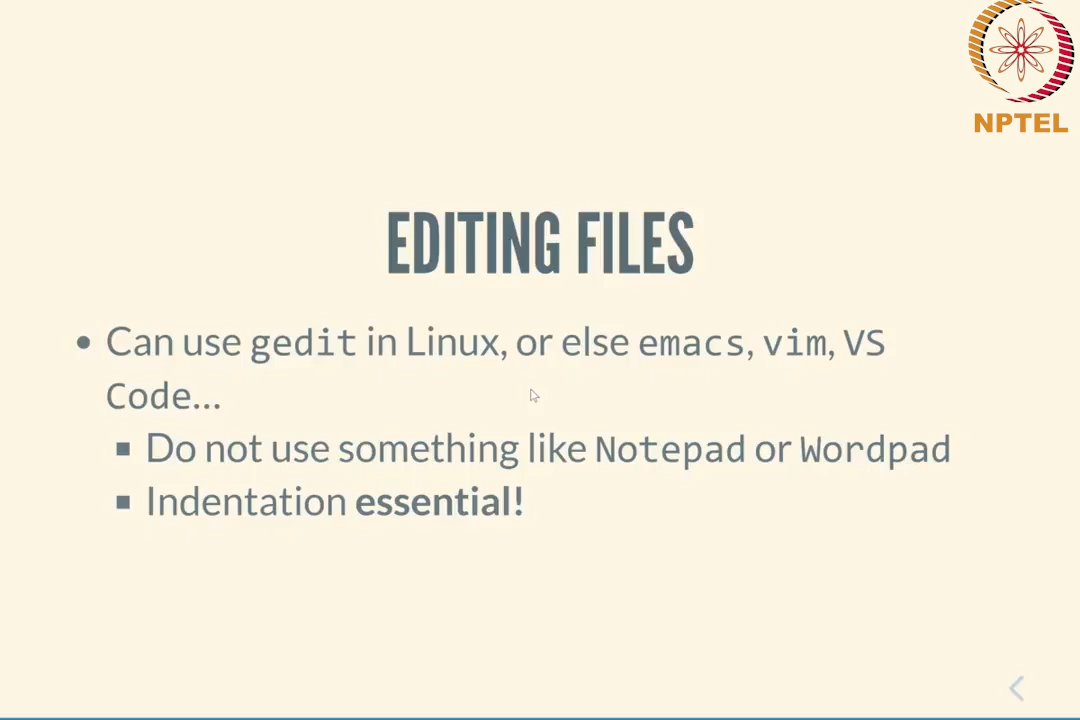 NPTEL
EDITING FILES
• Can use gedit in Linux, or else emacs, vim, VS
Code...
▪ Do not use something like Notepad or Wordpad
▪ Indentation essential!